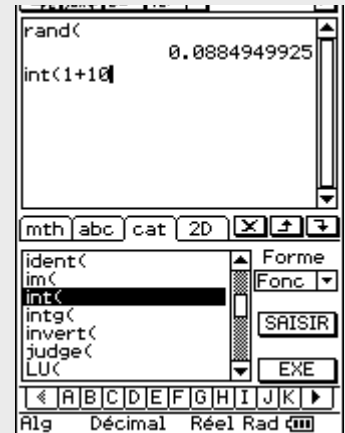 rand(
0.0884949925
int(1+10
mth abc cat 2D
ident(
im(
int(
intg(
invert(
judge(
LU(
Forme
Fonc
SAISIR
EXE
A B C D E F G H I J K
Alg Décimal Réel Rad